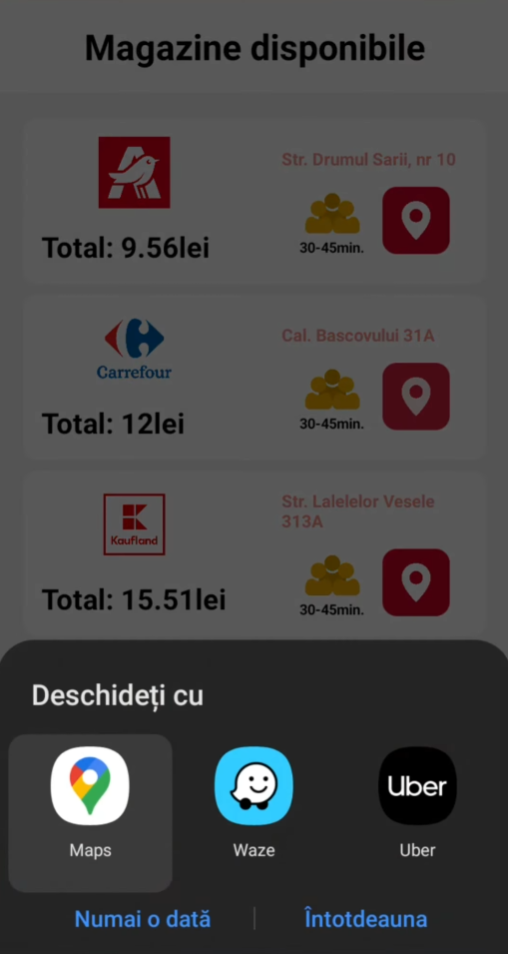 Magazine disponibile
Str. Drumul Sarii, nr 10
30-45min.
Total: 9.56lei
Cal. Bascovului 31A
Carrefour
30-45min.
Total: 12lei
Str. Lalelelor Vesele
313A
Kaufland
30-45min.
Total: 15.51lei
Deschideți cu
Uber
Maps
Waze
Uber
Numai o dată
Întotdeauna